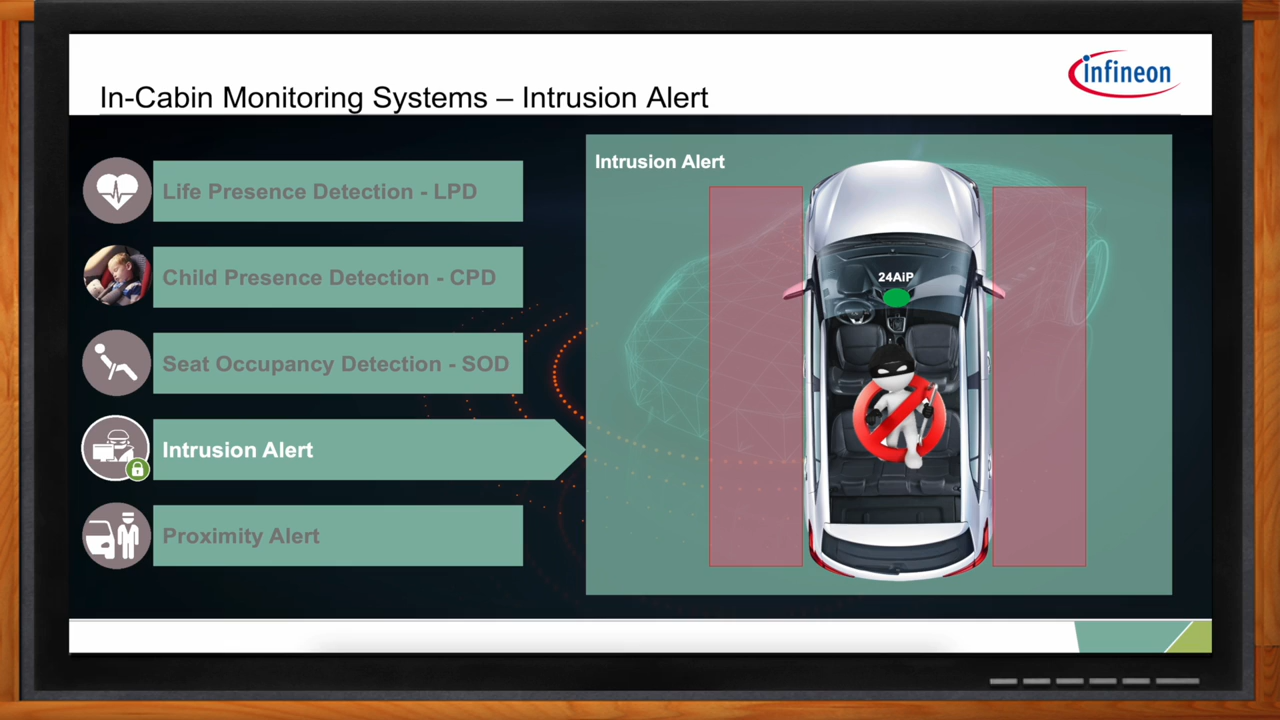 infineon
In-Cabin Monitoring Systems – Intrusion Alert
Life Presence Detection - LPD
Child Presence Detection - CPD
Seat Occupancy Detection - SOD
Intrusion Alert
Proximity Alert
Intrusion Alert
24AiP